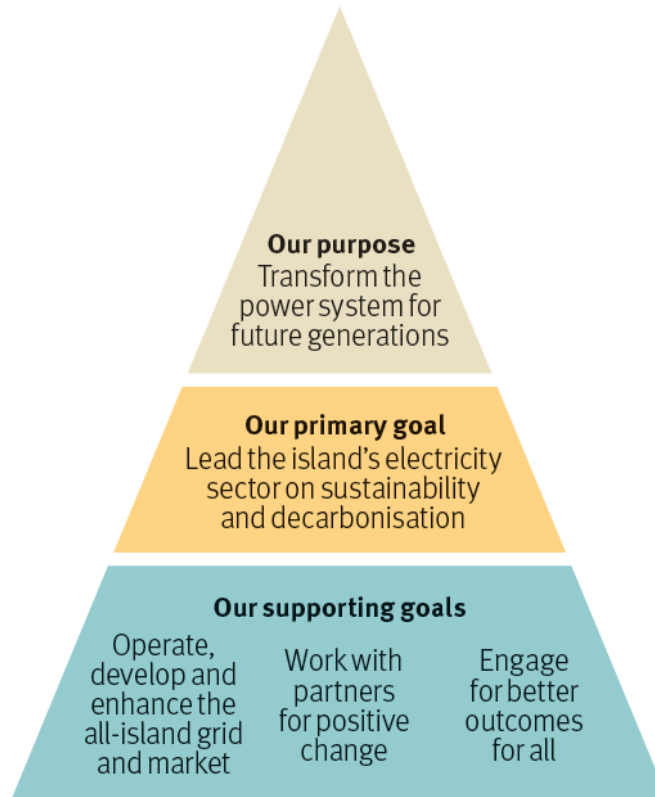 Our purpose
Transform the
power system for
future generations
Our primary goal
Lead the island’s electricity
sector on sustainability
and decarbonisation
Our supporting goals
Operate,
develop and
enhance the
all-island grid
and market
Work with
partners
for positive
change
Engage
for better
outcomes
for all